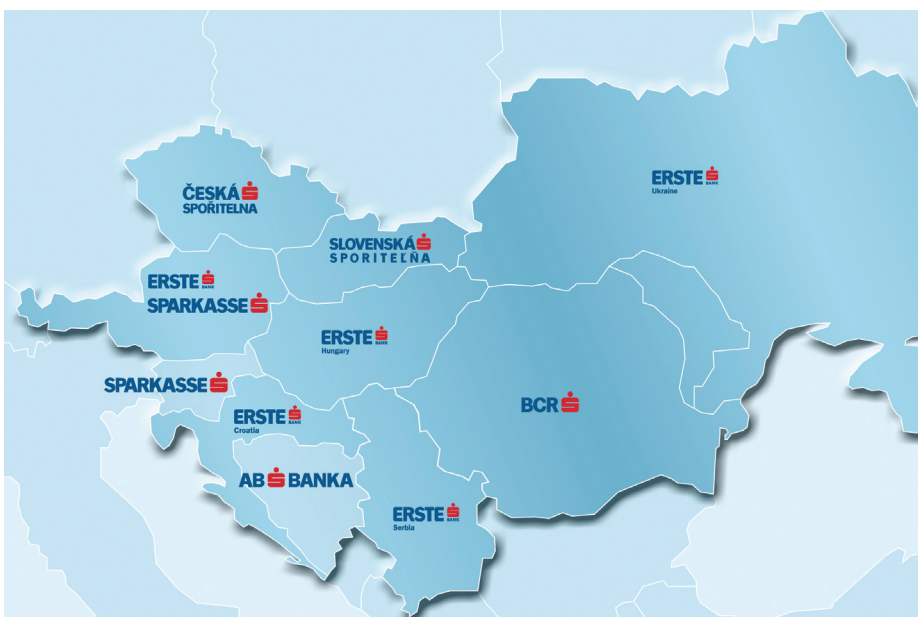 ČESKÁ
SPOŘITELNA
ERSTE BANK
Ukraine
SLOVENSKÁ
SPORITEĽŇA
ERSTE BANK
SPARKASSE
ERSTE BANK
Hungary
SPARKASSE
BCR
ERSTE BANK
Croatia
AB BANKA
ERSTE BANK
Serbia